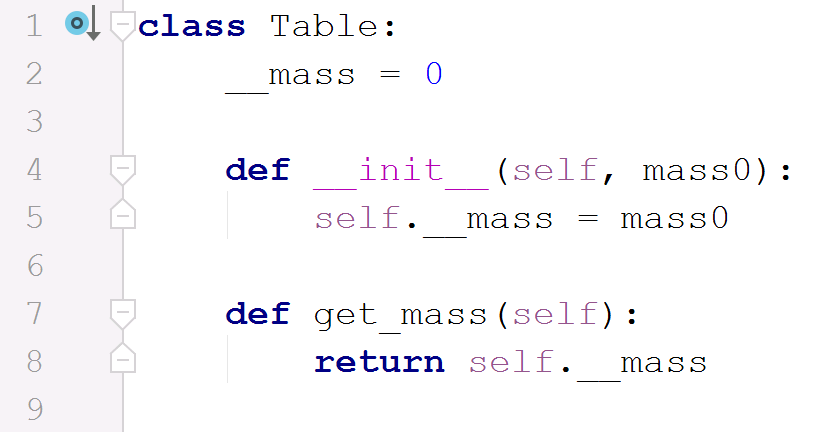 1 class Table:
2     __mass = 0
3
4     def __init__(self, mass0):
5         self.__mass = mass0
6
7     def get_mass(self):
8         return self.__mass
9